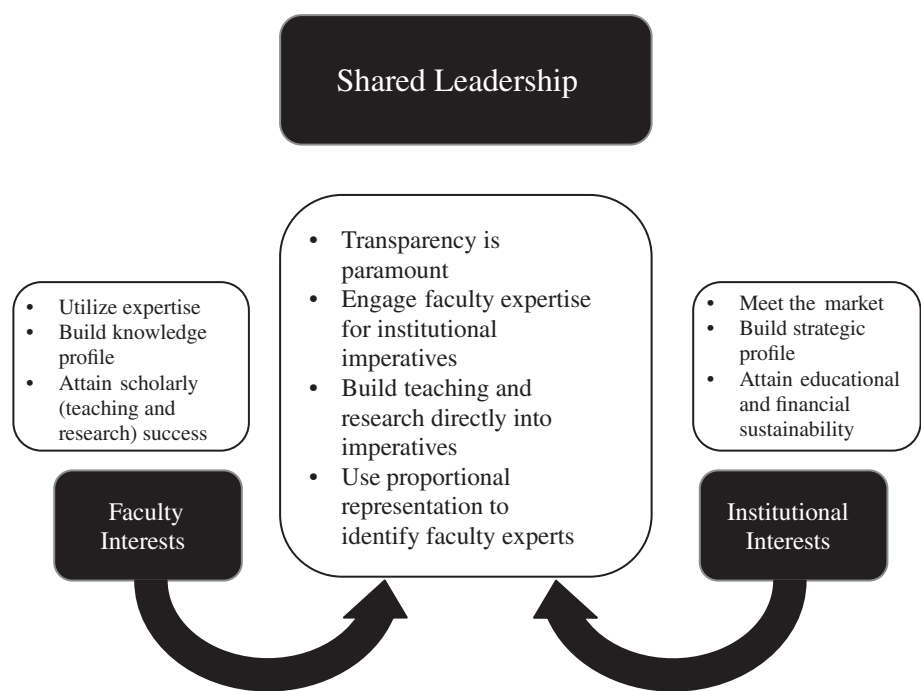 Shared Leadership
• Transparency is
paramount
• Engage faculty expertise
for institutional
imperatives
• Build teaching and
research directly into
imperatives
• Use proportional
representation to
identify faculty experts
• Utilize expertise
• Build knowledge
profile
• Attain scholarly
(teaching and
research) success
Faculty
Interests
• Meet the market
• Build strategic
profile
• Attain educational
and financial
sustainability
Institutional
Interests